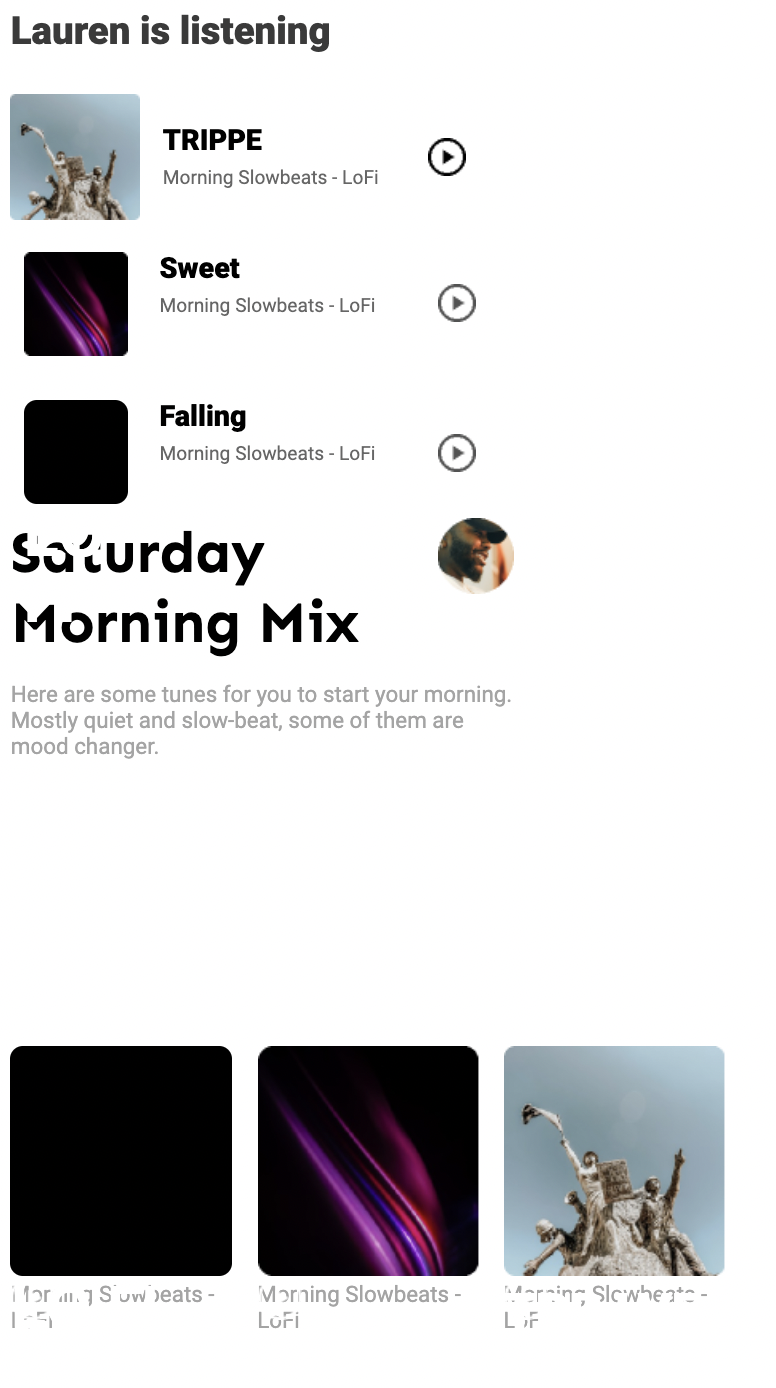 Lauren is listening
TRIPPE
Morning Slowbeats - LoFi
Sweet
Morning Slowbeats - LoFi
Falling
Morning Slowbeats - LoFi
Saturday
Morning Mix
Here are some tunes for you to start your morning.
Mostly quiet and slow-beat, some of them are
mood changer.
Morning Slowbeats -
LoFi
Morning Slowbeats -
LoFi
Morning Slowbeats -
LoFi